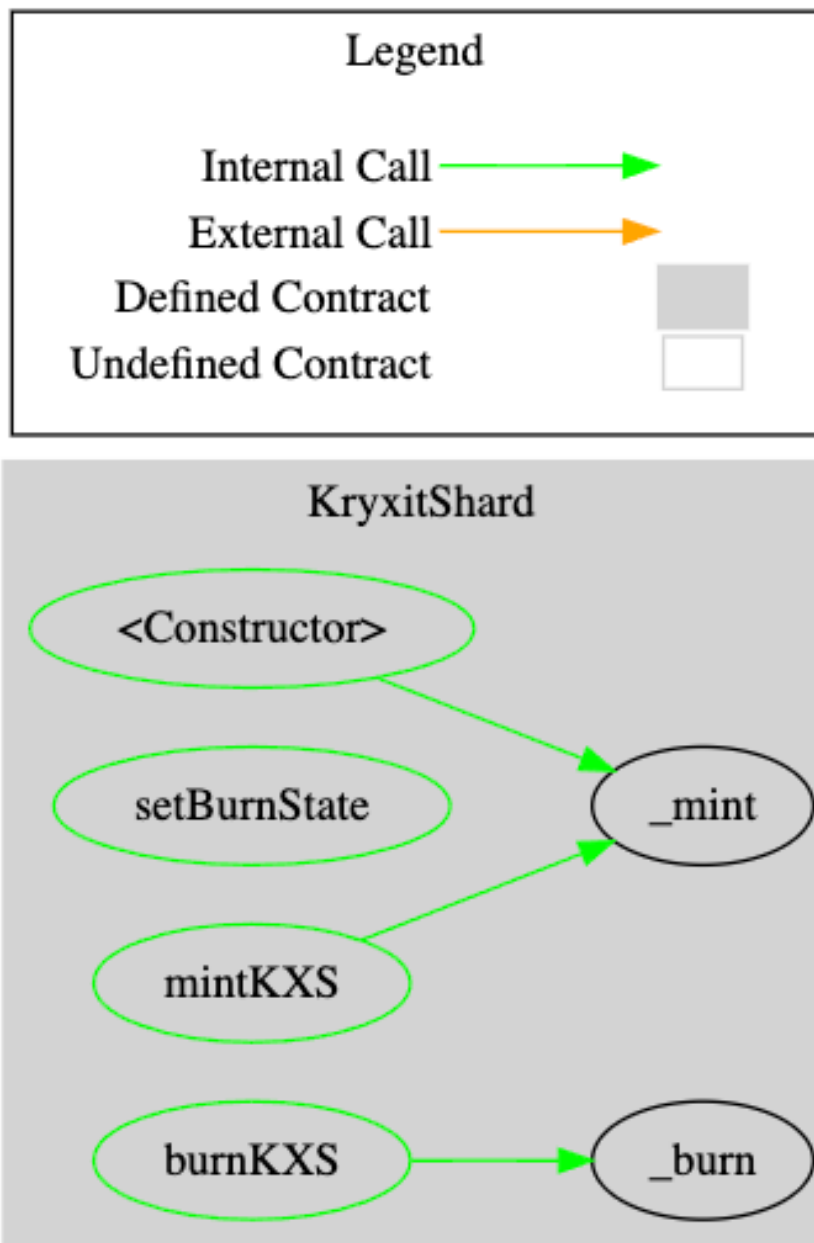 Legend
Internal Call
External Call
Defined Contract
Undefined Contract
KryxitShard
<Constructor>
setBurnState
_mint
mintKXS
burnKXS
_burn